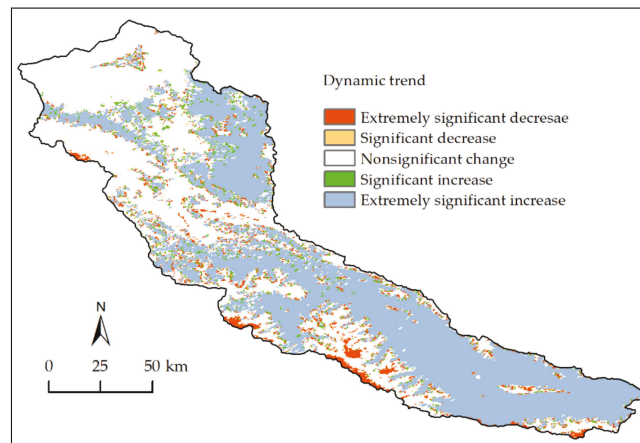 Dynamic trend
Extremely significant decresae
Significant decrease
Nonsignificant change
Significant increase
Extremely significant increase
N
0 25 50 km